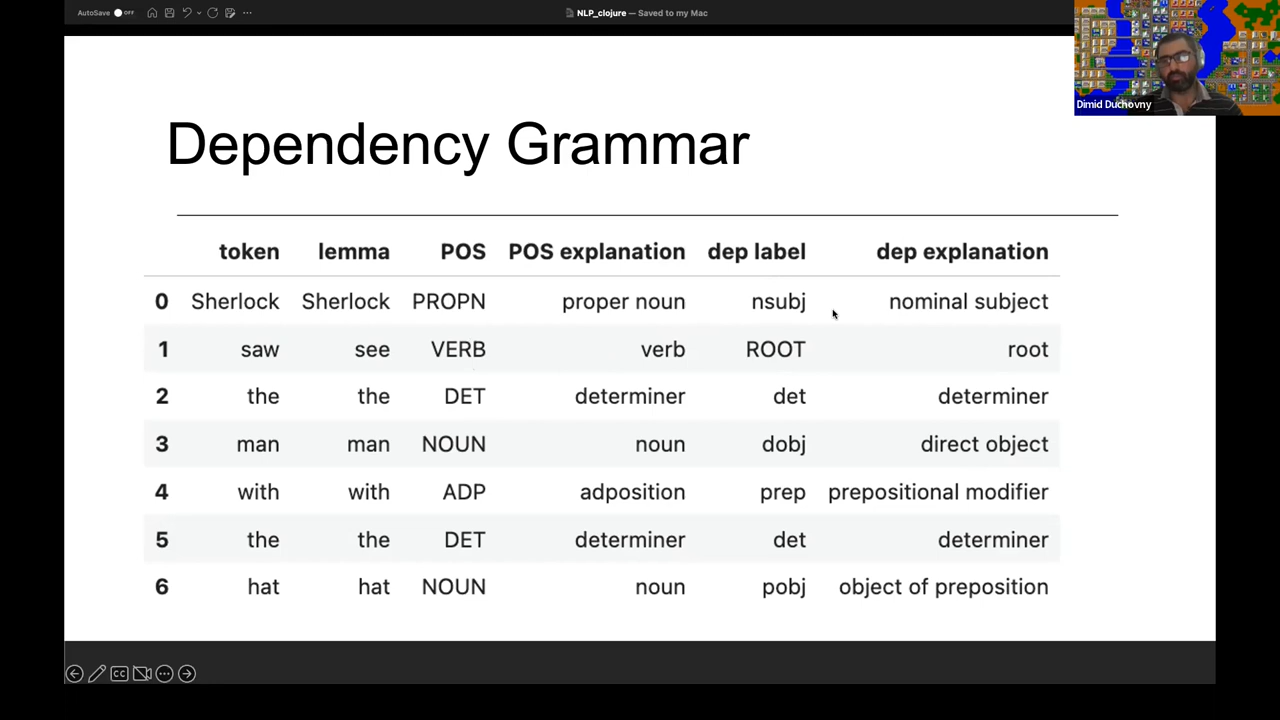 AutoSave OFF
NLP_clojure — Saved to my Mac
Dimid Duchovny
Dependency Grammar
token lemma POS POS explanation dep label dep explanation
0 Sherlock Sherlock PROPN proper noun nsubj nominal subject
1 saw see VERB verb ROOT root
2 the the DET determiner det determiner
3 man man NOUN noun dobj direct object
4 with with ADP adposition prep prepositional modifier
5 the the DET determiner det determiner
6 hat hat NOUN noun pobj object of preposition
CC